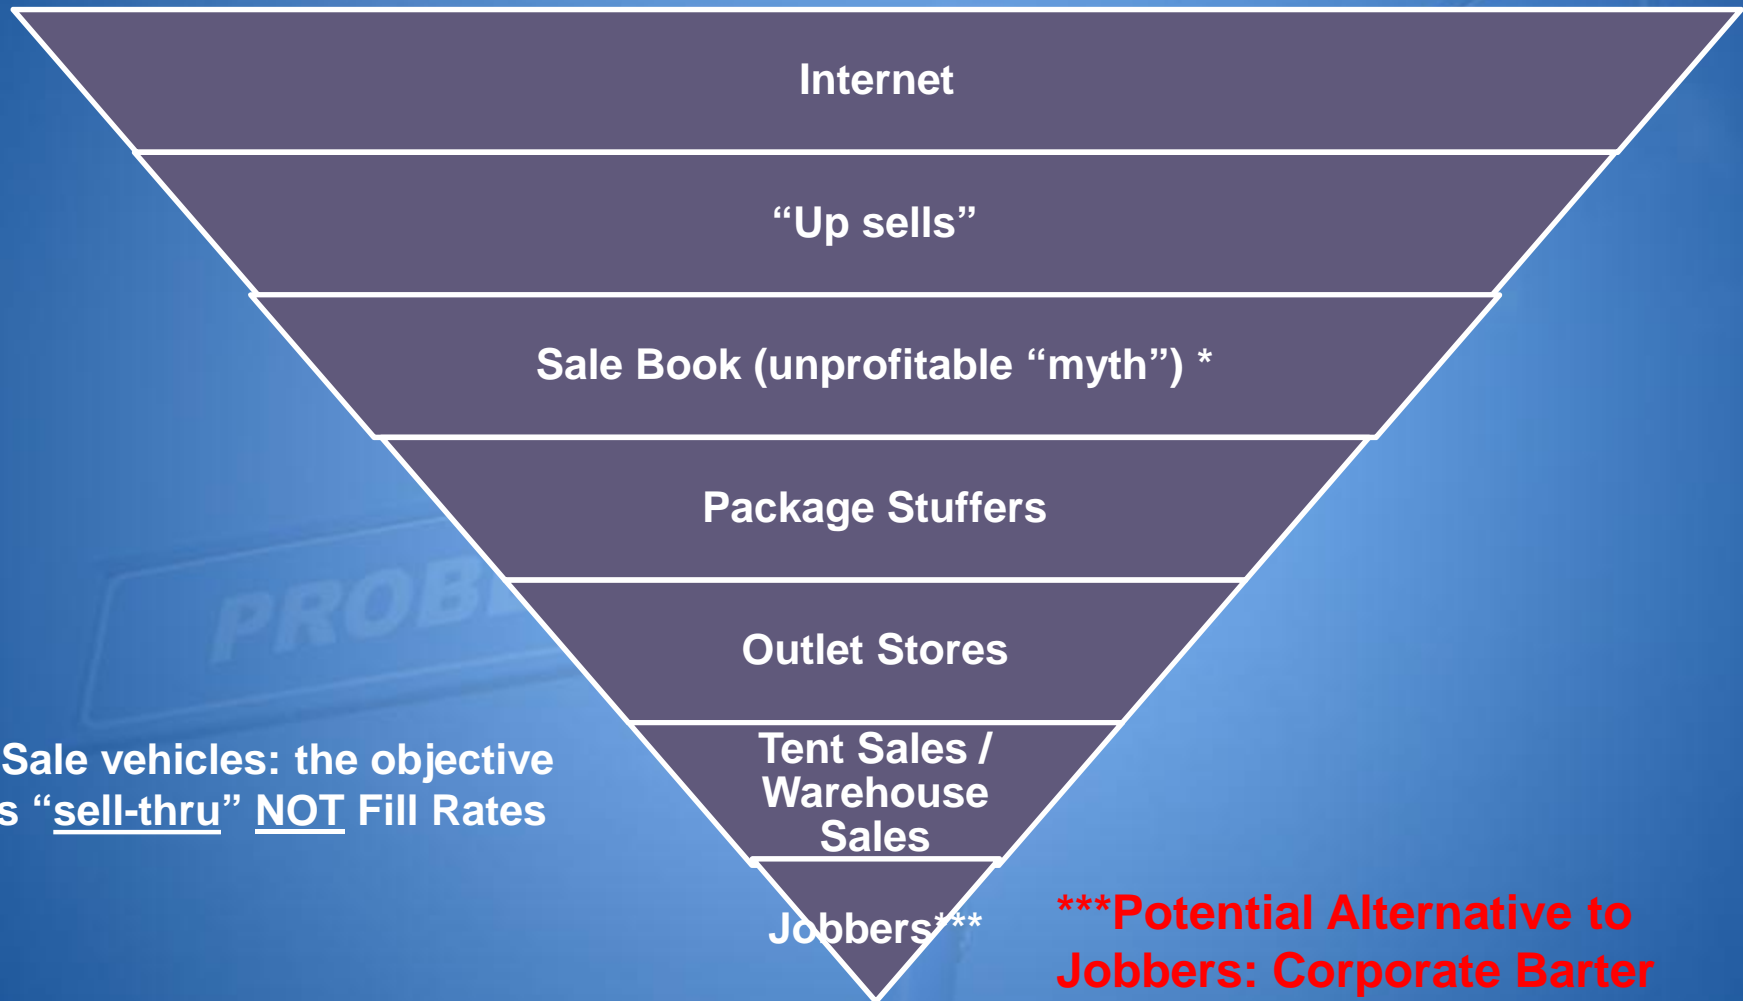 Internet
“Up sells”
Sale Book (unprofitable “myth”) *
Package Stuffers
Outlet Stores
Tent Sales /
Warehouse
Sales
Sale vehicles: the objective
“sell-thru” NOT Fill Rates
Jobbers***
***Potential Alternative to
Jobbers: Corporate Barter